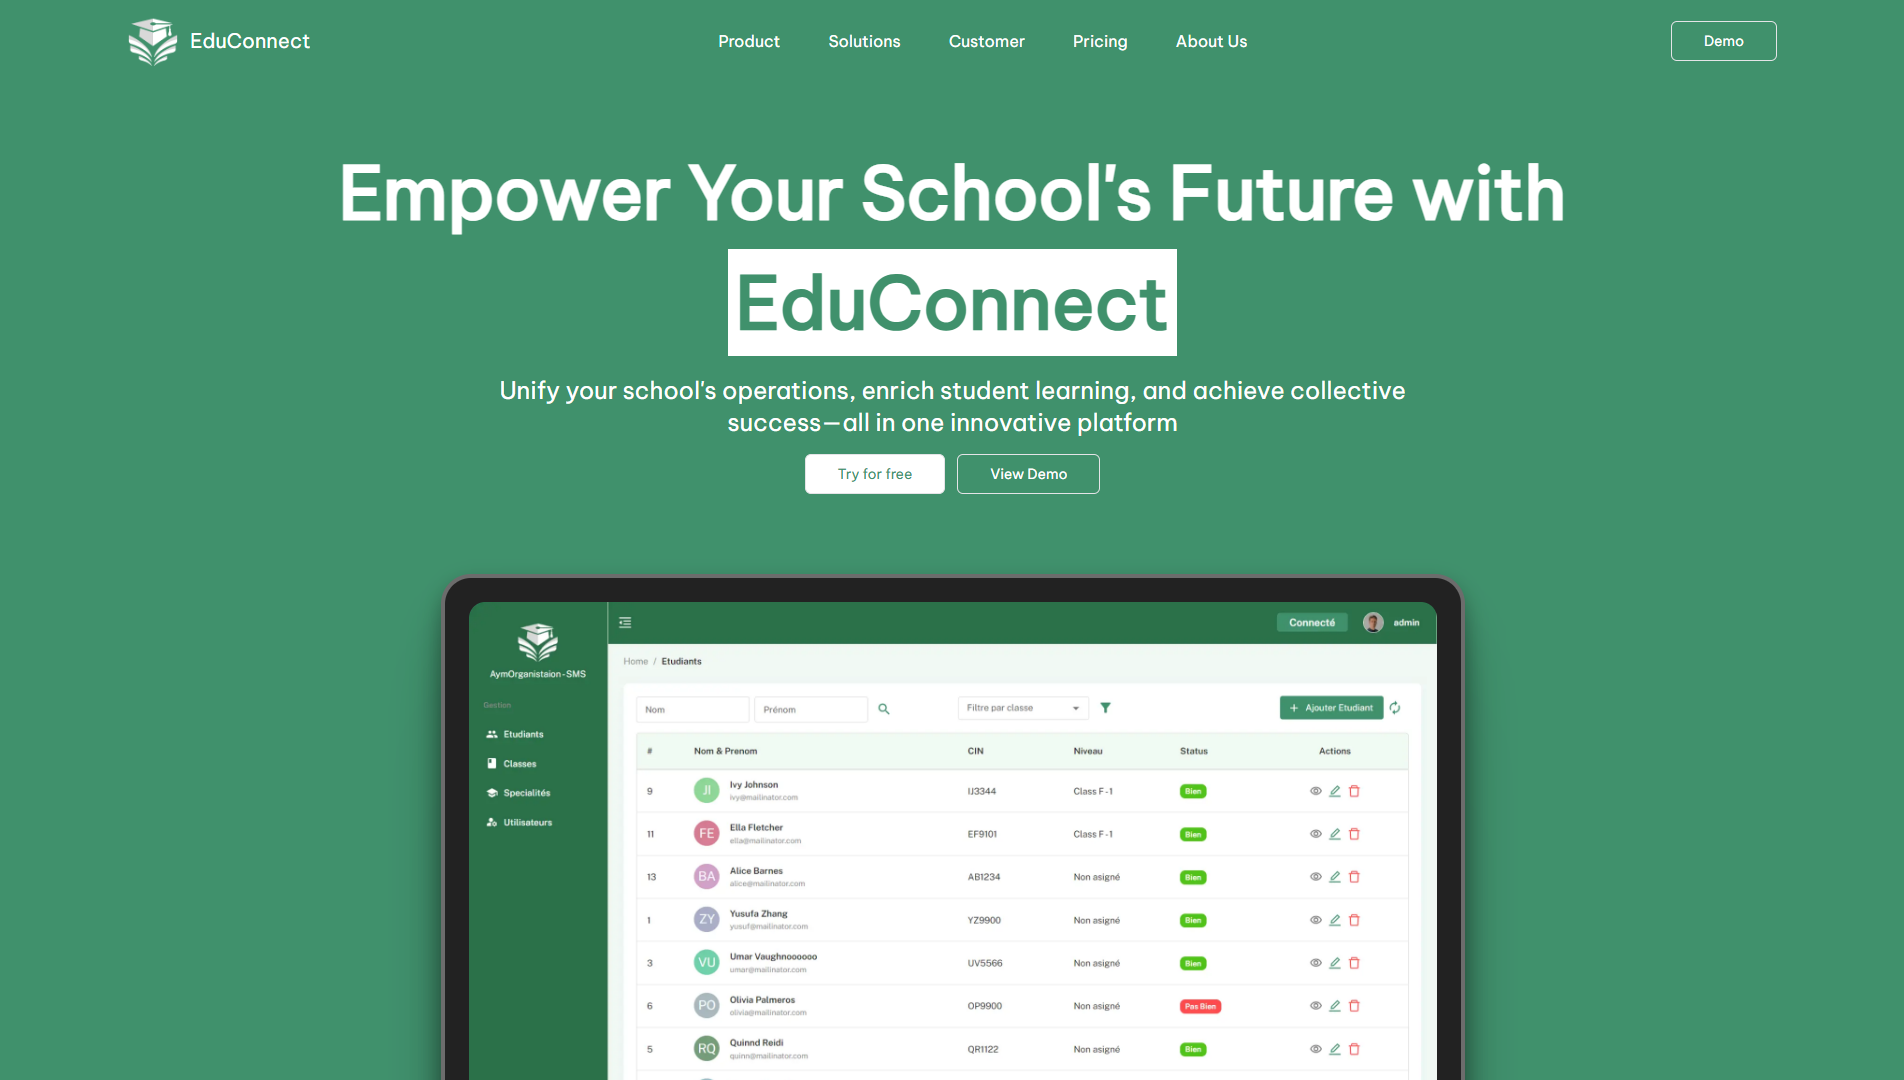 EduConnect
Product Solutions Customer Pricing About Us
Demo
Empower Your School's Future with
EduConnect
Unify your school's operations, enrich student learning, and achieve collective
success—all in one innovative platform
Try for free View Demo
AymOrganistaion - SMS
Gestion
Etudiants
Classes
Specialités
Utilisateurs
Connecté admin
Home / Etudiants
Nom Prénom Filtre par classe + Ajouter Etudiant
# Nom & Prenom CIN Niveau Status Actions
9 JI Ivy Johnson IJ3344 Class F - 1 Bien
ivy@mailinator.com
11 FE Ella Fletcher EF9101 Class F - 1 Bien
ella@mailinator.com
13 BA Alice Barnes AB1234 Non asigné Bien
alice@mailinator.com
1 ZY Yusufa Zhang YZ9900 Non asigné Bien
yusuf@mailinator.com
3 VU Umar Vaughnoooooo UV5566 Non asigné Bien
umar@mailinator.com
6 PO Olivia Palmeros OP9900 Non asigné Pas Bien
olivia@mailinator.com
5 RQ Quinnd Reidi QR1122 Non asigné Bien
quinn@mailinator.com